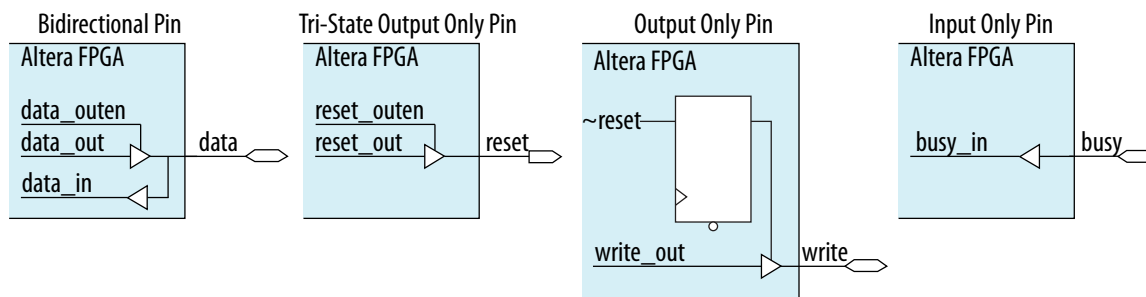 Bidirectional Pin
Altera FPGA
data_outen
data_out
data
data_in
Tri-State Output Only Pin
Altera FPGA
reset_outen
reset_out
reset
Output Only Pin
Altera FPGA
~reset
write_out
write
Input Only Pin
Altera FPGA
busy_in
busy